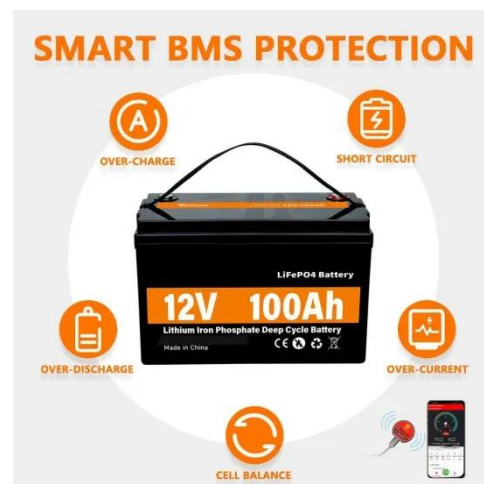 SMART BMS PROTECTION
OVER-CHARGE
SHORT CIRCUIT
LiFePO4 Battery
12V 100Ah
Lithium Iron Phosphate Deep Cycle Battery
Made in China
CE
OVER-DISCHARGE
OVER-CURRENT
CELL BALANCE